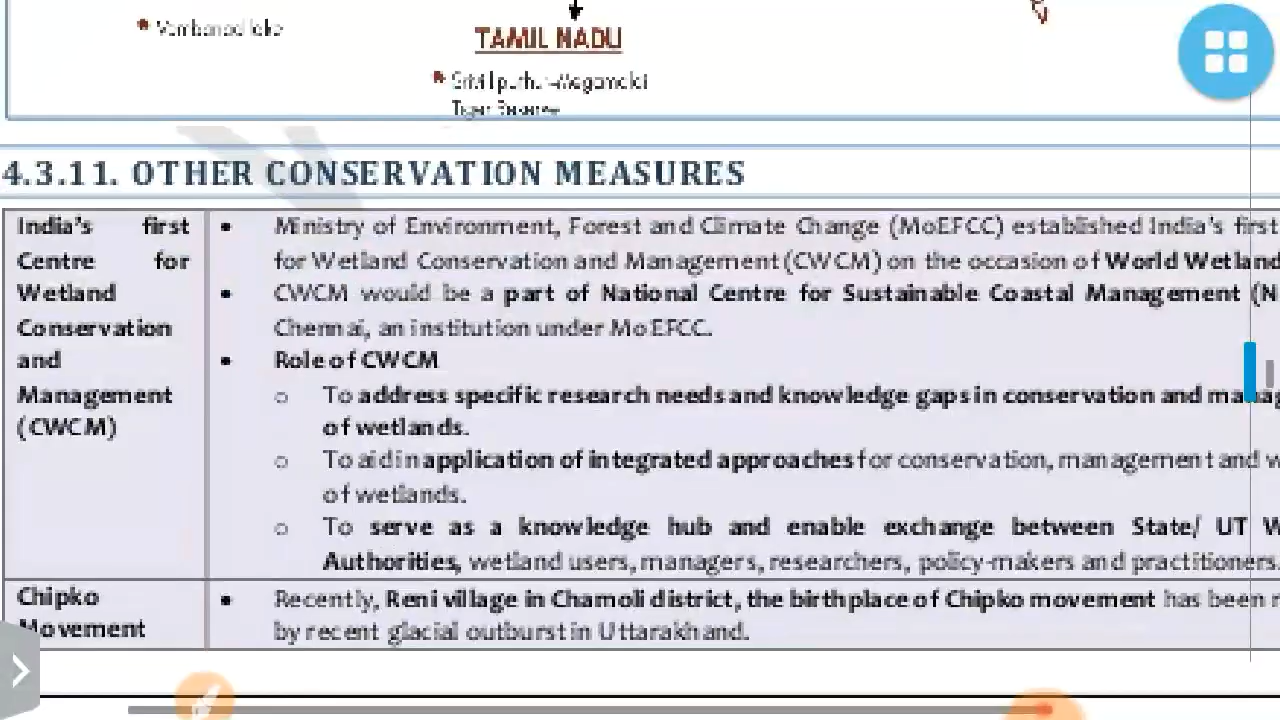 Vembanad lake
TAMIL NADU
Tiger Reserve
4.3.11. OTHER CONSERVATION MEASURES
India's first
Centre for
Wetland
Conservation
and
Management
(CWCM)
• Ministry of Environment, Forest and Climate Change (MoEFCC) established India's first
for Wetland Conservation and Management (CWCM) on the occasion of World Wetland
• CWCM would be a part of National Centre for Sustainable Coastal Management (N
Chennai, an institution under MoEFCC.
• Role of CWCM
o To address specific research needs and knowledge gaps in conservation and manag
of wetlands.
o To aid in application of integrated approaches for conservation, management and w
of wetlands.
o To serve as a knowledge hub and enable exchange between State/ UT W
Authorities, wetland users, managers, researchers, policy-makers and practitioners.
Chipko
Movement
• Recently, Reni village in Chamoli district, the birthplace of Chipko movement has been
by recent glacial outburst in Uttarakhand.